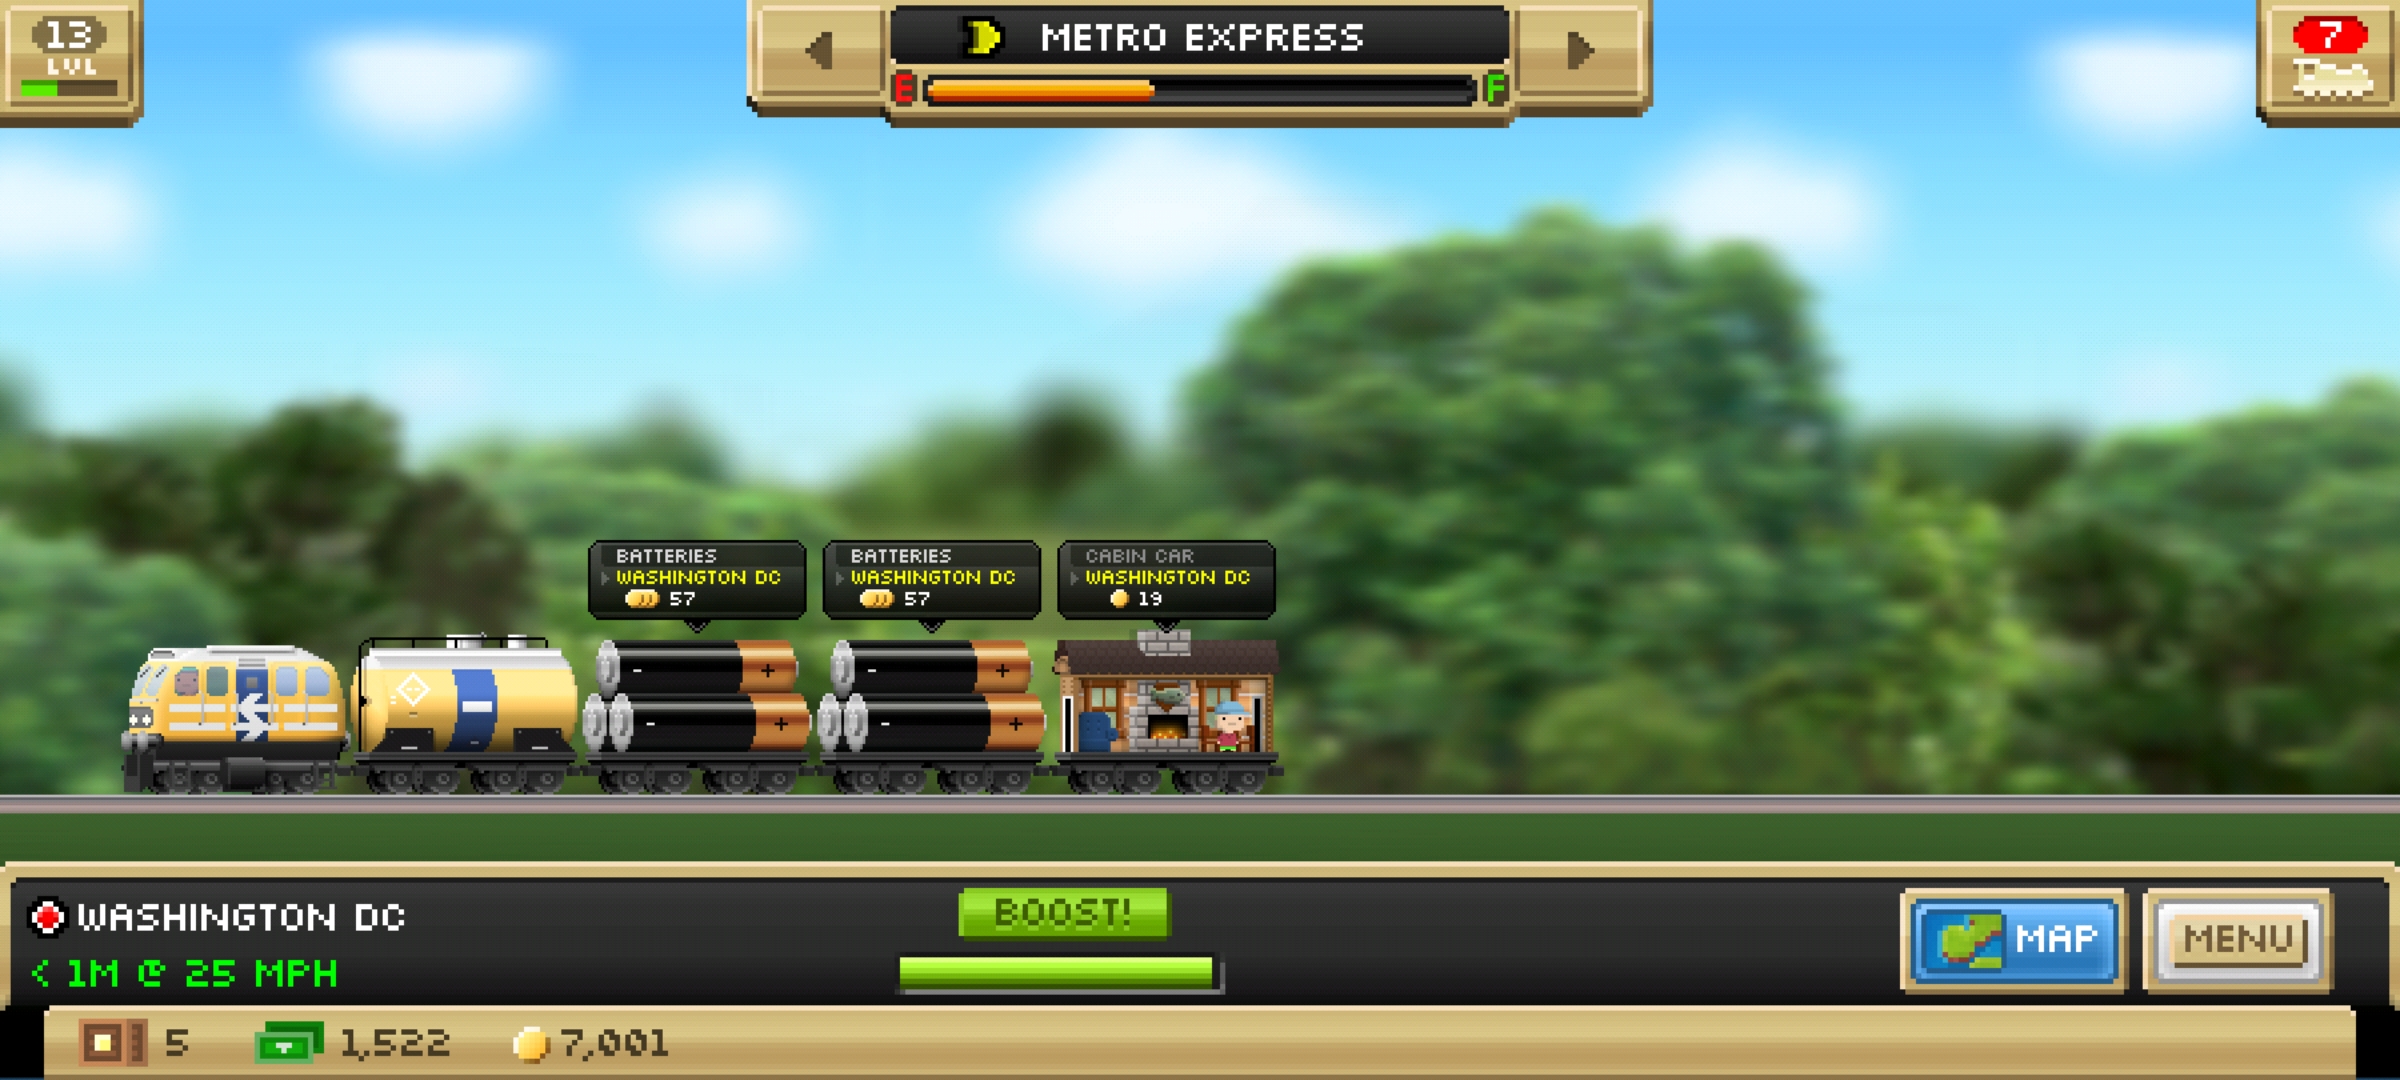 13
LVL
METRO EXPRESS
E
F
7
BATTERIES
WASHINGTON DC
57
BATTERIES
WASHINGTON DC
57
CABIN CAR
WASHINGTON DC
19
- +
- +
- +
- +
WASHINGTON DC
< 1M @ 25 MPH
BOOST!
MAP
MENU
5
1,522
7,001